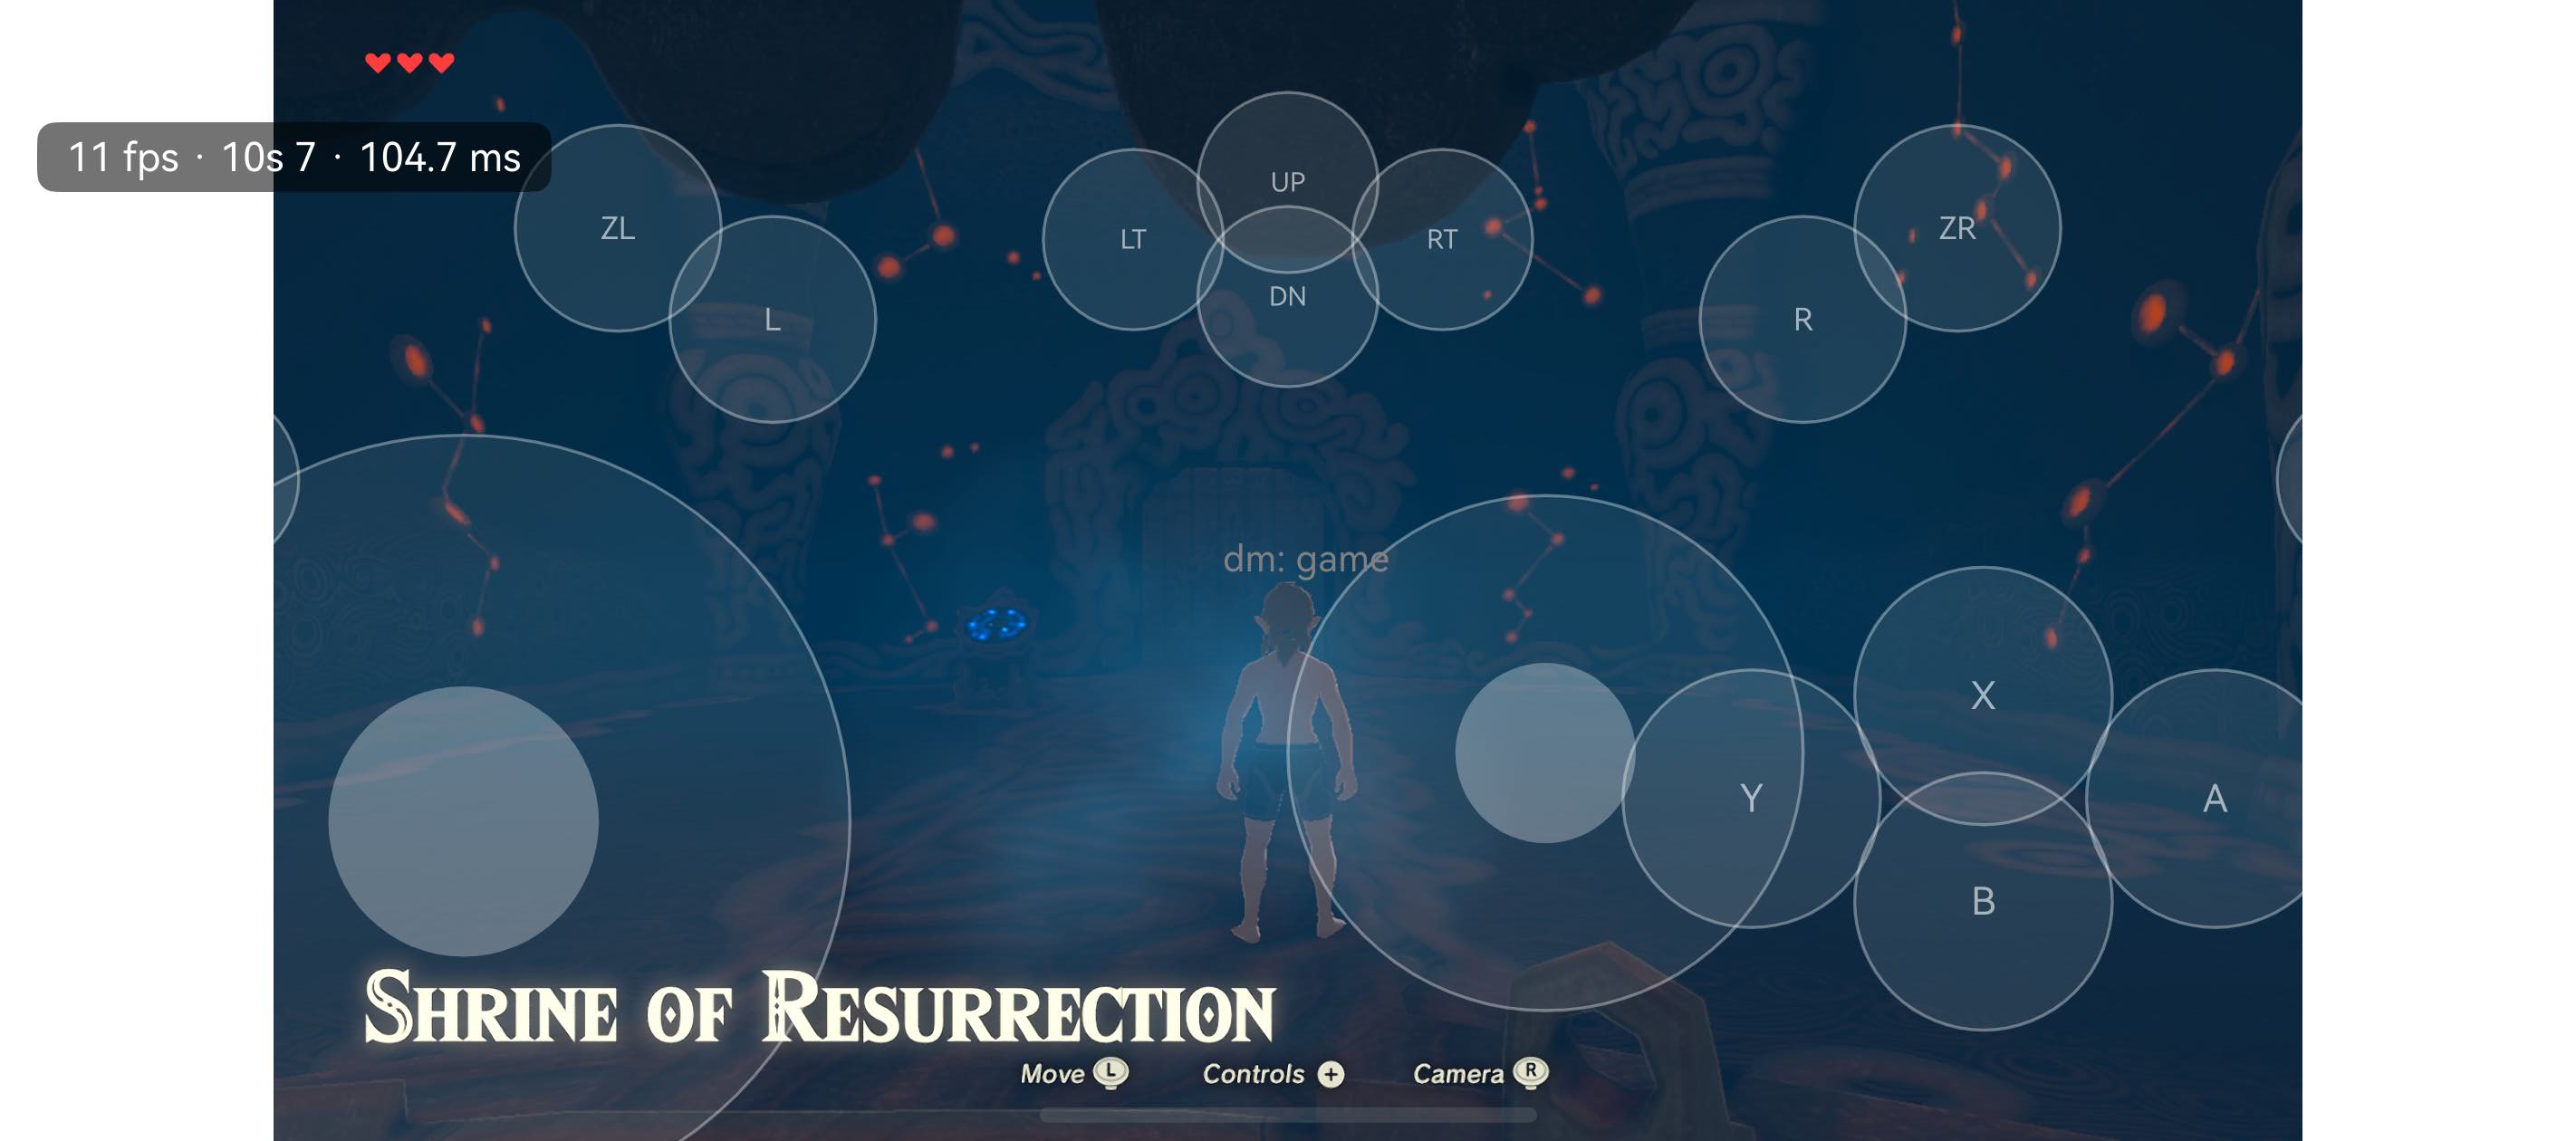 11 fps · 10s 7 · 104.7 ms
UP
ZL
LT
RT
ZR
DN
L
R
dm: game
X
Y
A
B
SHRINE OF RESURRECTION
Move L Controls + Camera R